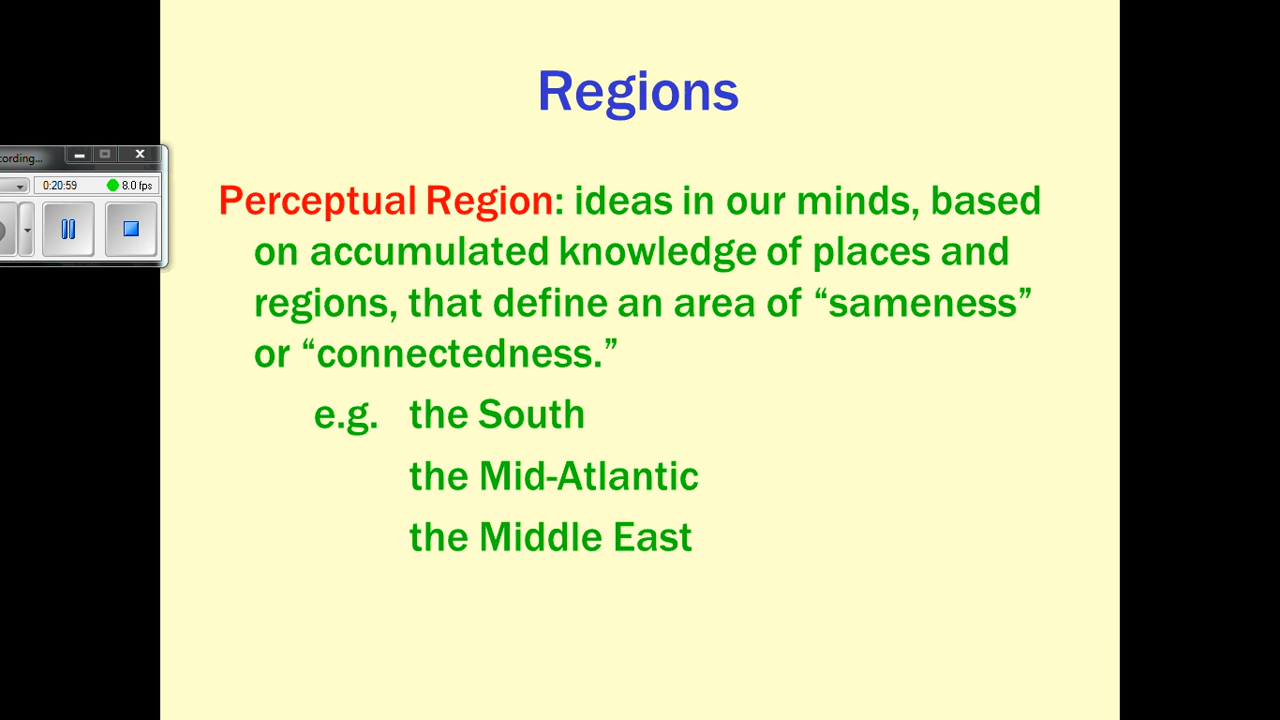 Regions
cording...
0:20:59 8.0 fps
Perceptual Region: ideas in our minds, based
on accumulated knowledge of places and
regions, that define an area of “sameness”
or “connectedness.”
e.g. the South
the Mid-Atlantic
the Middle East